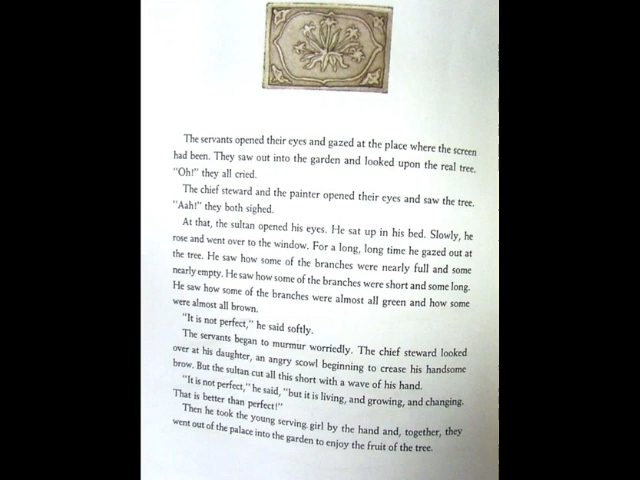 The servants opened their eyes and gazed at the place where the screen
had been. They saw out into the garden and looked upon the real tree.
"Oh!" they all cried.
The chief steward and the painter opened their eyes and saw the tree.
"Aah!" they both sighed.
At that, the sultan opened his eyes. He sat up in his bed. Slowly, he
rose and went over to the window. For a long, long time he gazed out at
the tree. He saw how some of the branches were nearly full and some
nearly empty. He saw how some of the branches were short and some long.
He saw how some of the branches were almost all green and how some
were almost all brown.
"It is not perfect," he said softly.
The servants began to murmur worriedly. The chief steward looked
over at his daughter, an angry scowl beginning to crease his handsome
brow. But the sultan cut all this short with a wave of his hand.
"It is not perfect," he said, "but it is living, and growing, and changing.
That is better than perfect!"
Then he took the young serving girl by the hand and, together, they
went out of the palace into the garden to enjoy the fruit of the tree.